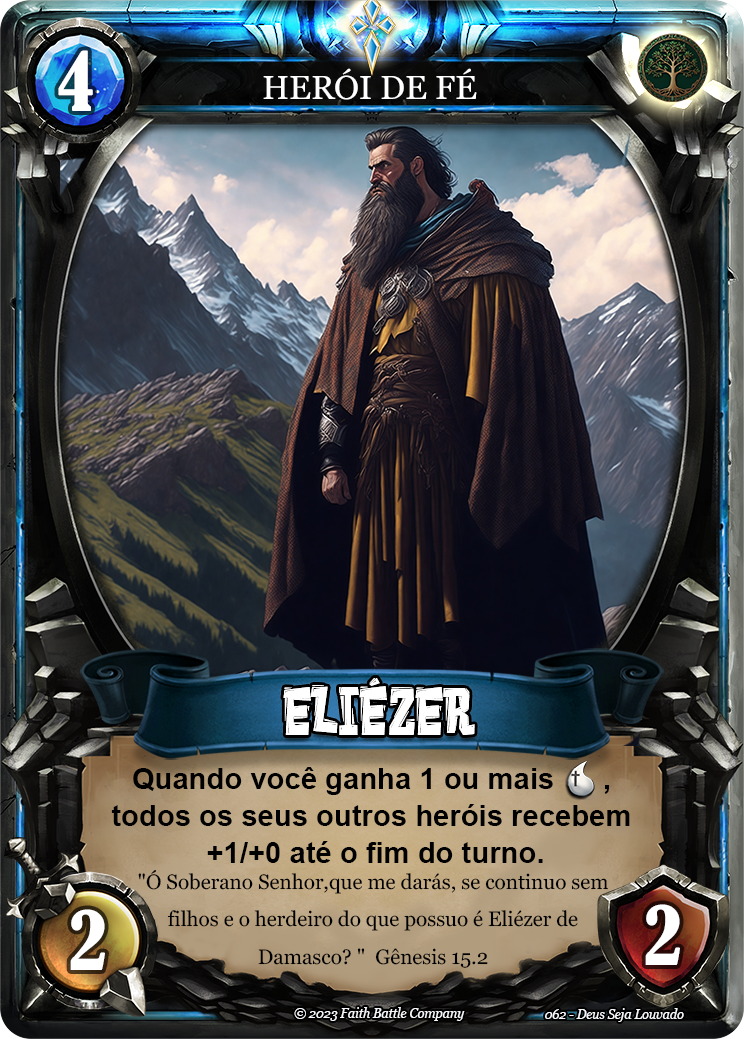 4
HERÓI DE FÉ
ELIÉZER
Quando você ganha 1 ou mais ,
todos os seus outros heróis recebem
+1/+0 até o fim do turno.
"Ó Soberano Senhor,que me darás, se continuo sem
filhos e o herdeiro do que possuo é Eliézer de
Damasco? " Gênesis 15.2
2
2
© 2023 Faith Battle Company
062 - Deus Seja Louvado